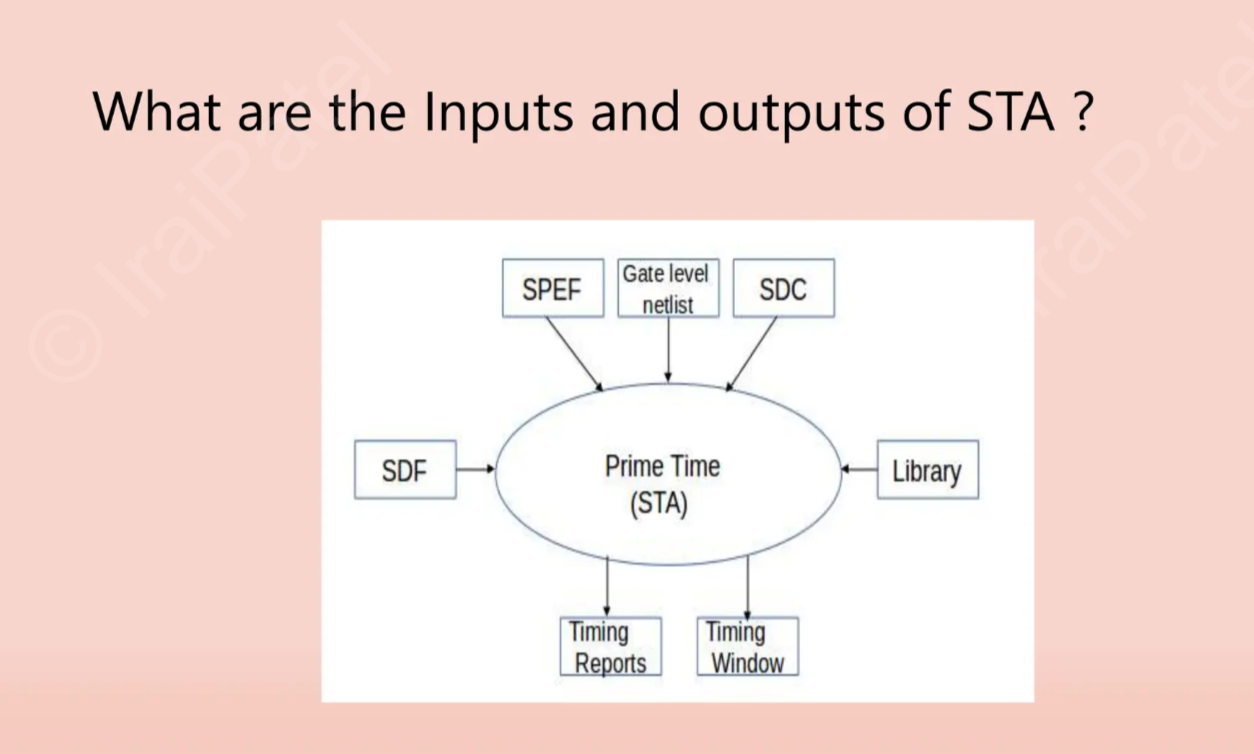 What are the Inputs and outputs of STA ?
SPEF
Gate level
netlist
SDC
SDF
Prime Time
(STA)
Library
Timing
Reports
Timing
Window
© IraiPatel
IraiPatel